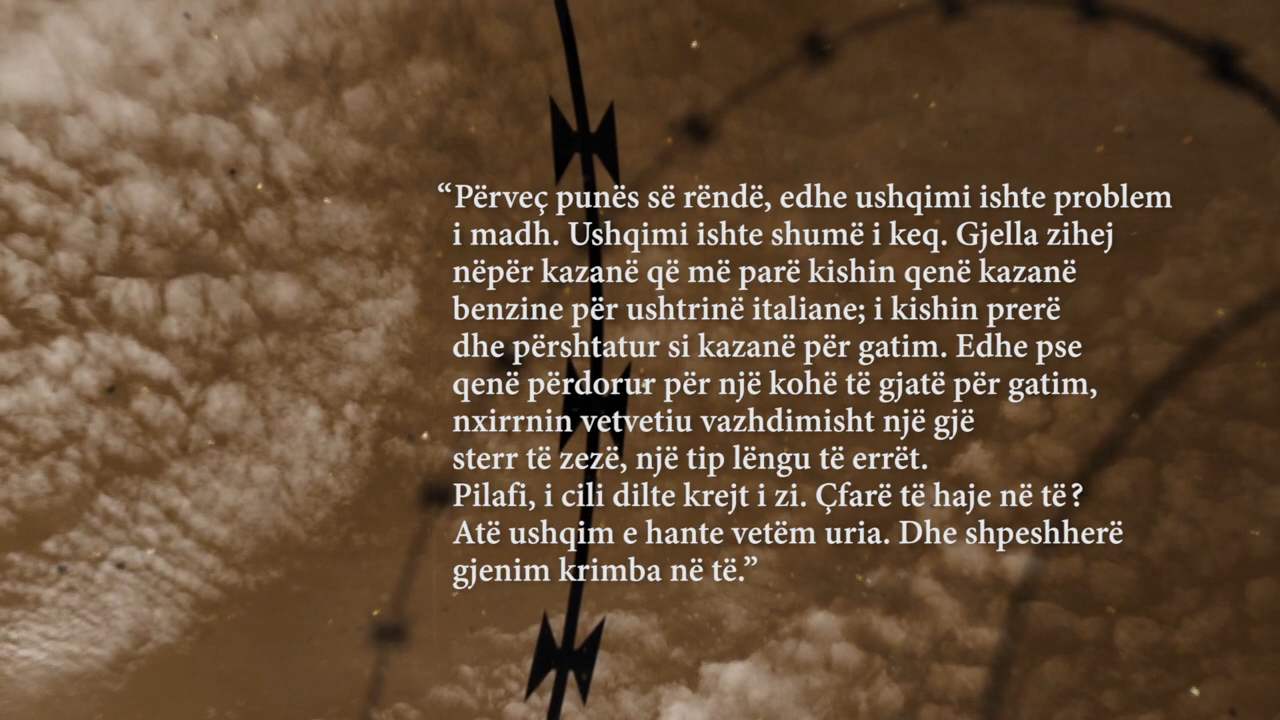 “Përveç punës së rëndë, edhe ushqimi ishte problem
i madh. Ushqimi ishte shumë i keq. Gjella zihej
nëpër kazanë që më parë kishin qenë kazanë
benzine për ushtrinë italiane; i kishin prerë
dhe përshtatur si kazanë për gatim. Edhe pse
qenë përdorur për një kohë të gjatë për gatim,
nxirrnin vetvetiu vazhdimisht një gjë
sterr të zezë, një tip lëngu të errët.
Pilafi, i cili dilte krejt i zi. Çfarë të haje në të?
Atë ushqim e hante vetëm uria. Dhe shpeshherë
gjenim krimba në të.”